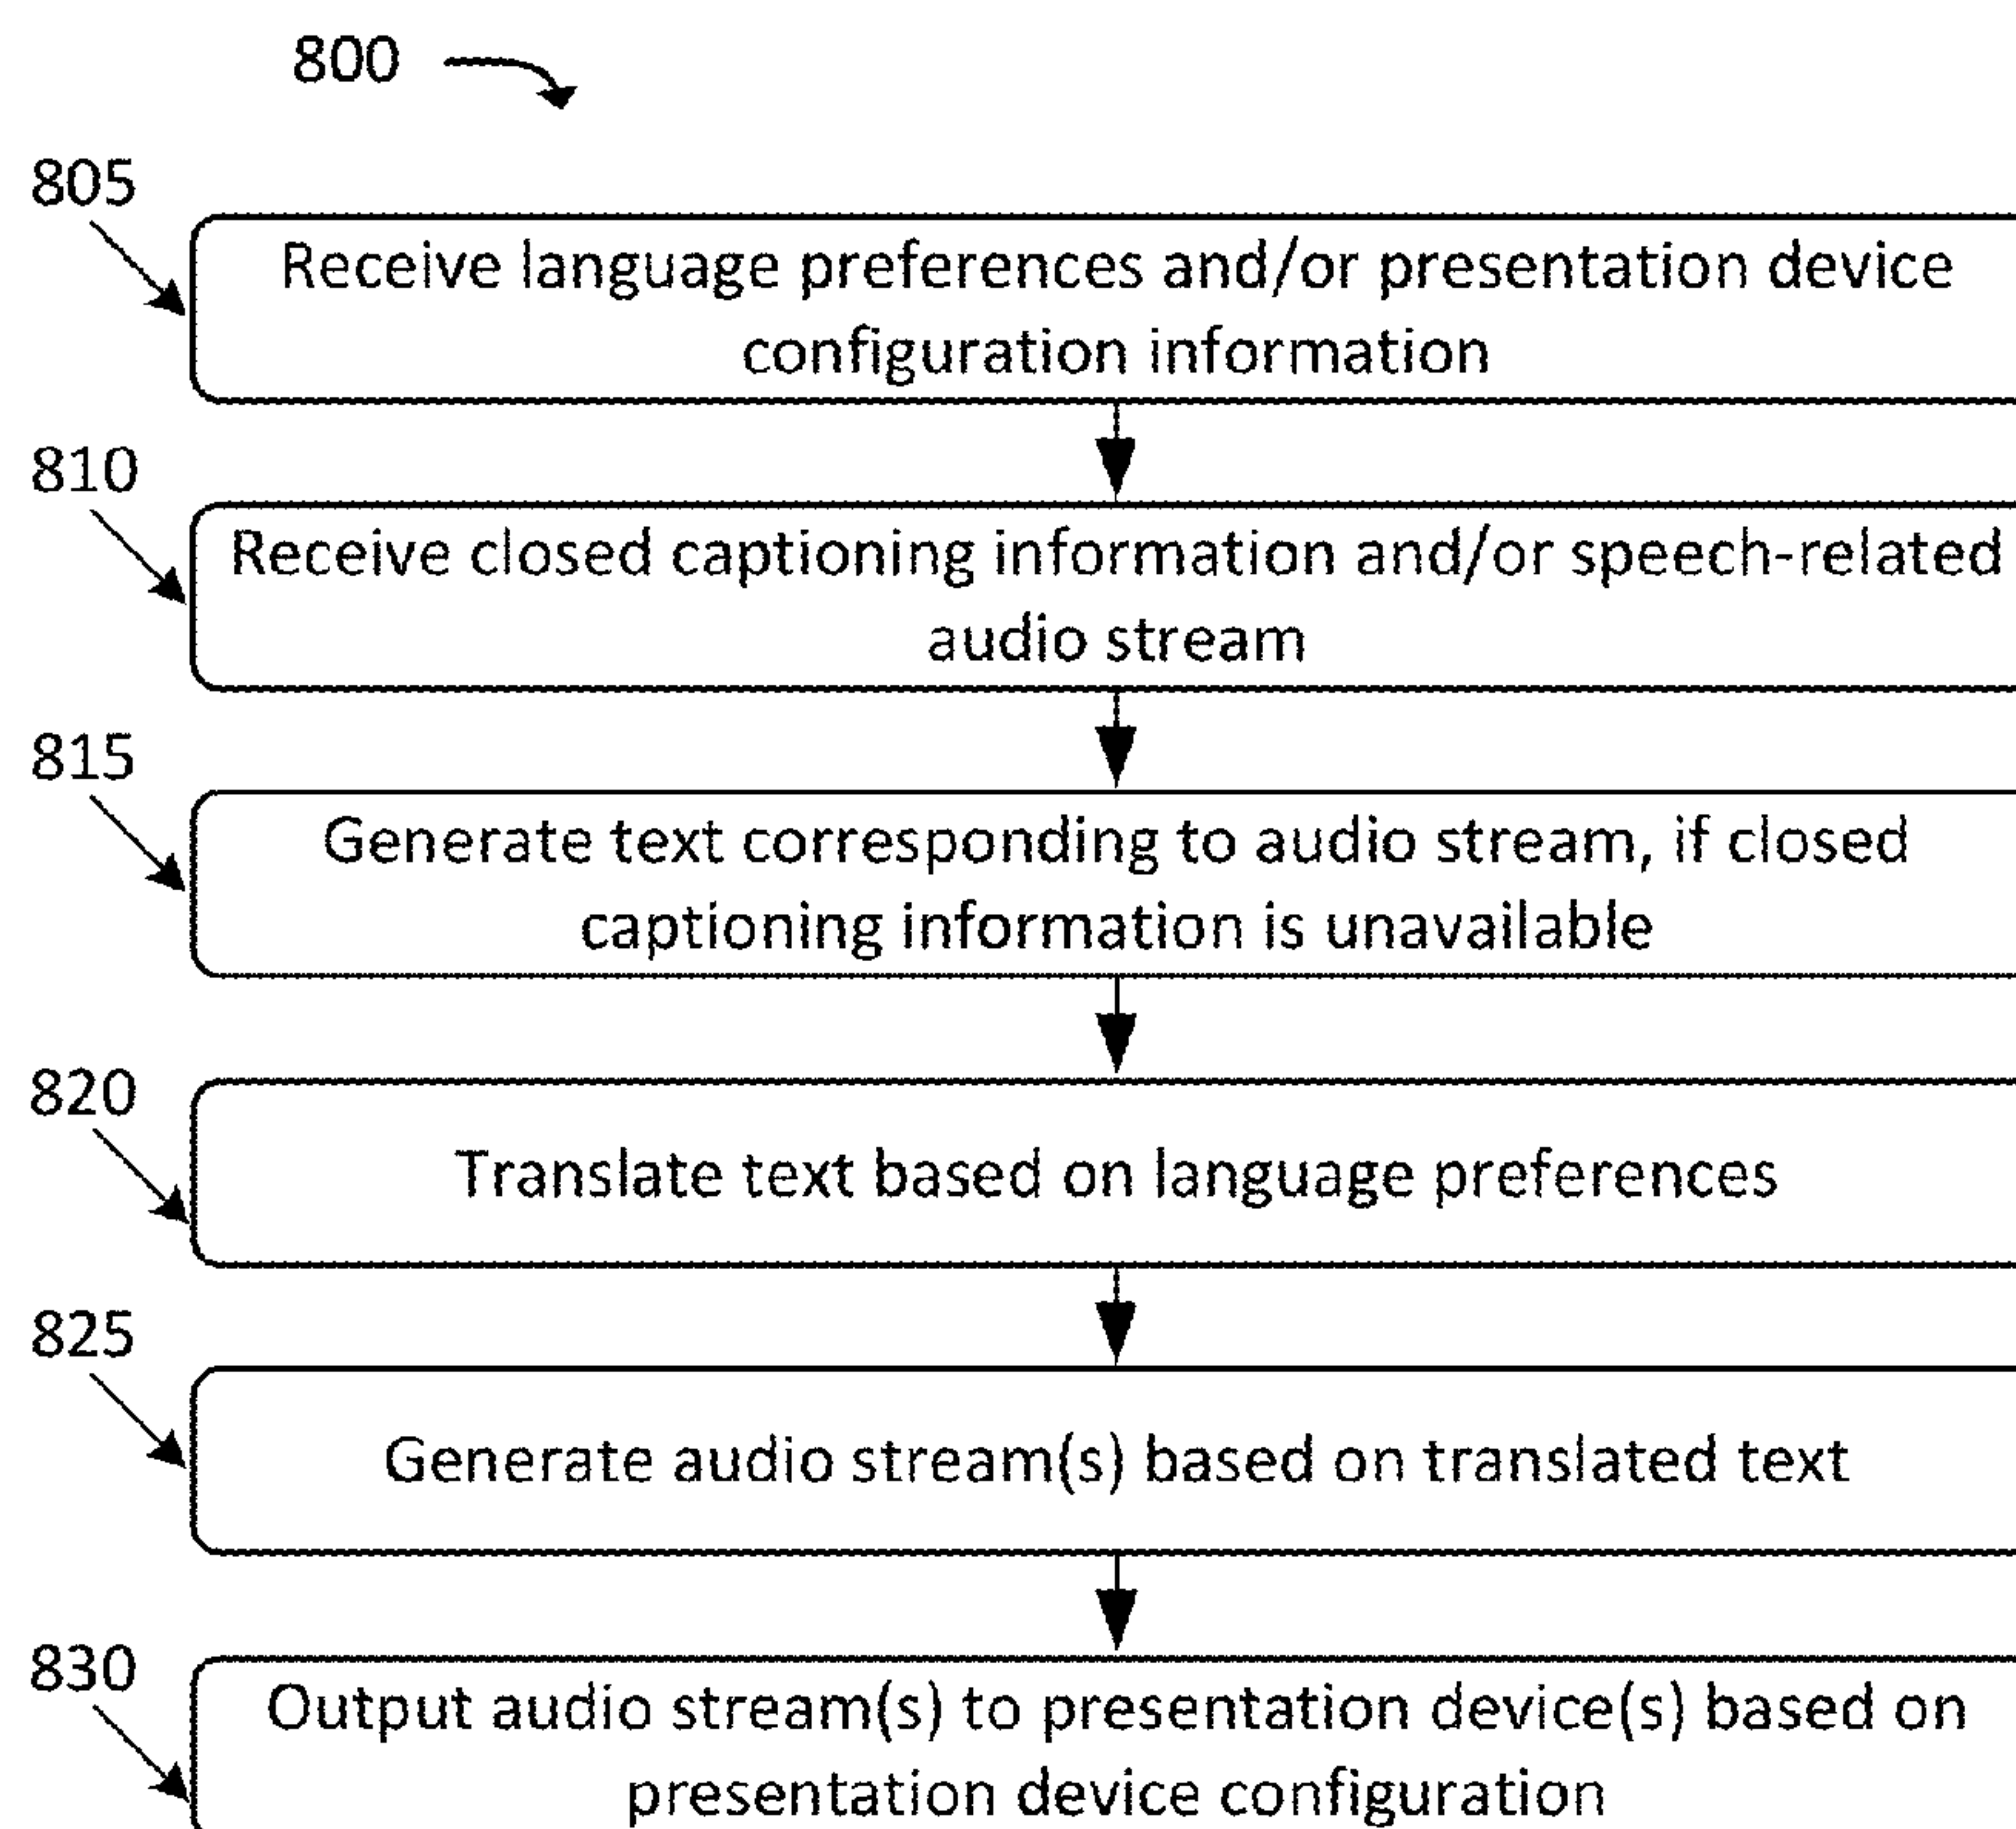 800
805
Receive language preferences and/or presentation device
configuration information
810
Receive closed captioning information and/or speech-related
audio stream
815
Generate text corresponding to audio stream, if closed
captioning information is unavailable
820
Translate text based on language preferences
825
Generate audio stream(s) based on translated text
830
Output audio stream(s) to presentation device(s) based on
presentation device configuration